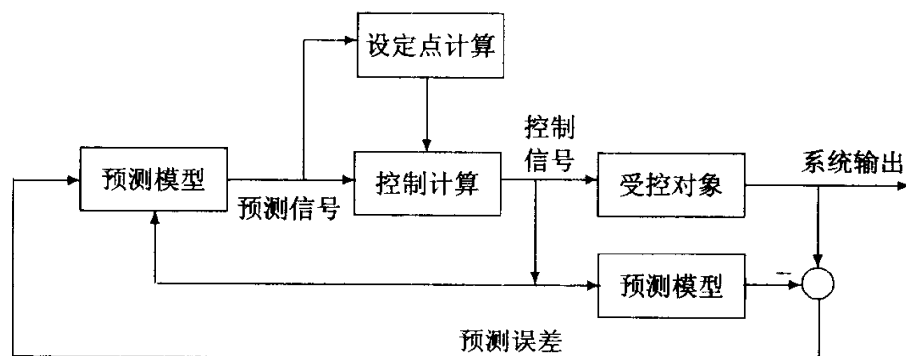 设定点计算
控制
信号
系统输出
预测模型
控制计算
受控对象
预测信号
预测模型
预测误差